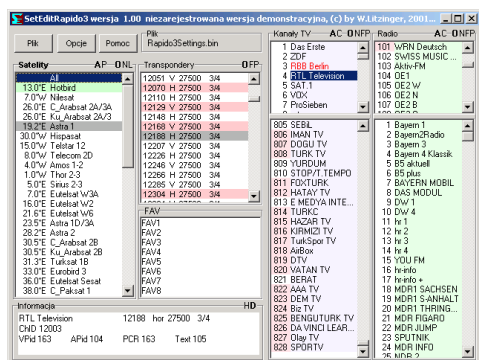 SetEditRapido3 wersja 1.00 niezarejestrowana wersja demonstracyjna, (c) by W.Litzinger, 2001...
Plik
Opcje
Pomoc
Plik
Rapido3Settings.bin
Satelity AP ONL
All
13.0°E Hotbird
7.0°W Nilesat
26.0°E C_Arabsat 2A/3A
26.0°E Ku_Arabsat 2A/3
19.2°E Astra 1
30.0°W Hispasat
15.0°W Telstar 12
8.0°W Telecom 2D
4.0°W Amos 1-2
1.0°W Thor 2-3
5.0°E Sirius 2-3
7.0°E Eutelsat W3A
16.0°E Eutelsat W2
21.6°E Eutelsat W6
23.5°E Astra 1D/3A
28.2°E Astra 2
30.5°E C_Arabsat 2B
30.5°E Ku_Arabsat 2B
31.3°E Turksat 1B
33.0°E Eurobird 3
36.0°E Eutelsat Sesat
38.0°E C_Paksat 1
Transpondery OFP
12051 V 27500 3/4
12070 H 27500 3/4
12110 H 27500 3/4
12129 V 27500 3/4
12148 H 27500 3/4
12168 V 27500 3/4
12188 H 27500 3/4
12207 V 27500 3/4
12226 H 27500 3/4
12246 V 27500 3/4
12266 H 27500 3/4
12285 V 27500 3/4
12304 H 27500 3/4
FAV
FAV1
FAV2
FAV3
FAV4
FAV5
FAV6
FAV7
FAV8
Kanały TV AC ONFP
1 Das Erste
2 ZDF
3 RBB Berlin
4 RTL Television
5 SAT.1
6 VOX
7 ProSieben
805 SEBiL
806 IMAN TV
807 DOGU TV
808 TURK TV
809 YURDUM
810 STOP/T.TEMPO
811 FOXTURK
812 HATAY TV
813 E MEDYA INTE...
814 TURKC
815 HAZAR TV
816 KIRMIZI TV
817 TurkSpor TV
818 AirBox
819 DTV
820 VATAN TV
821 BERAT
822 AAA TV
823 DEM TV
824 Biz TV
825 BENGUTURK TV
826 DA VINCI LEAR...
827 Olay TV
828 SPORTV
Radio AC ONFP
101 WRN Deutsch
102 SWISS MUSIC ...
103 Aktiv-FM
104 OE1
105 OE2 W
106 OE2 N
107 OE2 B
1 Bayern 1
2 Bayern2Radio
3 Bayern 3
4 Bayern 4 Klassik
5 B5 aktuell
6 B5 plus
7 BAYERN MOBIL
8 DAS MODUL
9 DW 1
10 DW 4
11 hr 1
12 hr 2
13 hr 3
14 hr 4
15 YOU FM
16 hr-info
17 hr-info +
18 MDR1 SACHSEN
19 MDR1 S-ANHALT
20 MDR1 THRING...
21 MDR FIGARO
22 MDR JUMP
23 SPUTNIK
24 MDR INFO
25 NDR 2
Informacja HD
RTL Television 12188 hor 27500 3/4
ChID 12003
VPid 163 APid 104 PCR 163 Text 105